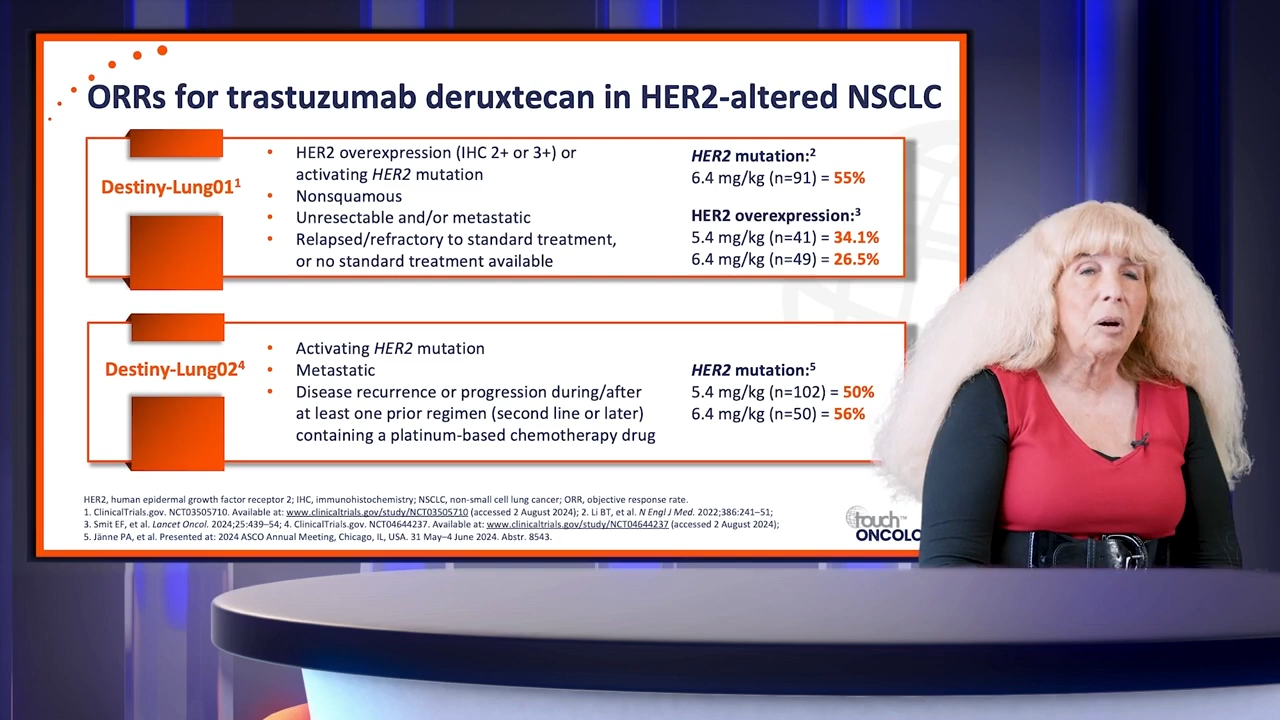 ORRs for trastuzumab deruxtecan in HER2-altered NSCLC
Destiny-Lung01¹
• HER2 overexpression (IHC 2+ or 3+) or
activating HER2 mutation
• Nonsquamous
• Unresectable and/or metastatic
• Relapsed/refractory to standard treatment,
or no standard treatment available
HER2 mutation:²
6.4 mg/kg (n=91) = 55%
HER2 overexpression:³
5.4 mg/kg (n=41) = 34.1%
6.4 mg/kg (n=49) = 26.5%
Destiny-Lung02⁴
• Activating HER2 mutation
• Metastatic
• Disease recurrence or progression during/after
at least one prior regimen (second line or later)
containing a platinum-based chemotherapy drug
HER2 mutation:⁵
5.4 mg/kg (n=102) = 50%
6.4 mg/kg (n=50) = 56%
HER2, human epidermal growth factor receptor 2; IHC, immunohistochemistry; NSCLC, non-small cell lung cancer; ORR, objective response rate.
1. ClinicalTrials.gov. NCT03505710. Available at: www.clinicaltrials.gov/study/NCT03505710 (accessed 2 August 2024); 2. Li BT, et al. N Engl J Med. 2022;386:241–51;
3. Smit EF, et al. Lancet Oncol. 2024;25:439–54; 4. ClinicalTrials.gov. NCT04644237. Available at: www.clinicaltrials.gov/study/NCT04644237 (accessed 2 August 2024);
5. Jänne PA, et al. Presented at: 2024 ASCO Annual Meeting, Chicago, IL, USA. 31 May–4 June 2024. Abstr. 8543.
touch™
ONCOLO